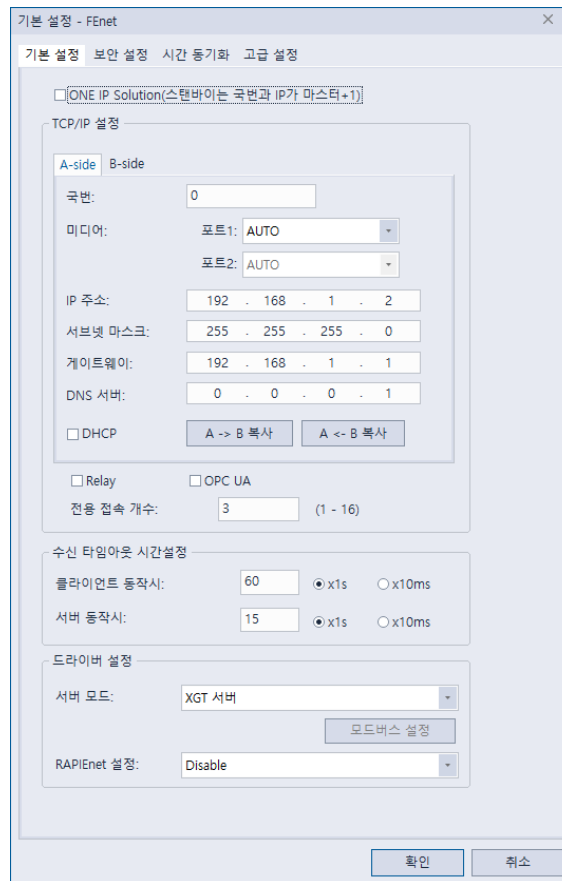 기본 설정 - FEnet
기본 설정 보안 설정 시간 동기화 고급 설정
ONE IP Solution(스탠바이는 국번과 IP가 마스터+1)
TCP/IP 설정
A-side B-side
국번: 0
미디어: 포트1: AUTO
포트2: AUTO
IP 주소: 192 . 168 . 1 . 2
서브넷 마스크: 255 . 255 . 255 . 0
게이트웨이: 192 . 168 . 1 . 1
DNS 서버: 0 . 0 . 0 . 1
DHCP A -> B 복사 A <- B 복사
Relay OPC UA
전용 접속 개수: 3 (1 - 16)
수신 타임아웃 시간설정
클라이언트 동작시: 60 x1s x10ms
서버 동작시: 15 x1s x10ms
드라이버 설정
서버 모드: XGT 서버
모드버스 설정
RAPIEnet 설정: Disable
확인 취소